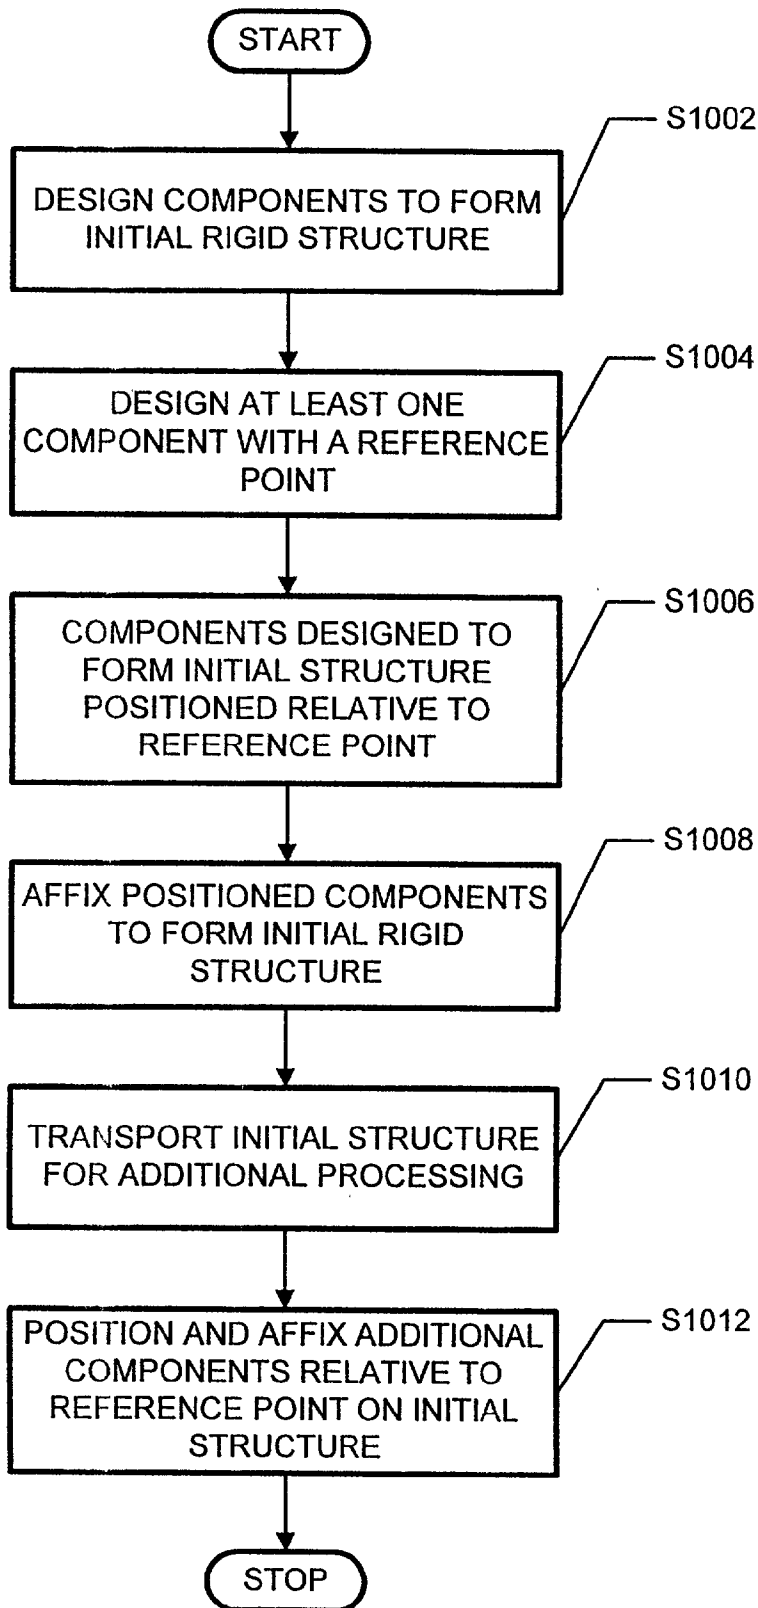 START
S1002
DESIGN COMPONENTS TO FORM
INITIAL RIGID STRUCTURE
S1004
DESIGN AT LEAST ONE
COMPONENT WITH A REFERENCE
POINT
S1006
COMPONENTS DESIGNED TO
FORM INITIAL STRUCTURE
POSITIONED RELATIVE TO
REFERENCE POINT
S1008
AFFIX POSITIONED COMPONENTS
TO FORM INITIAL RIGID
STRUCTURE
S1010
TRANSPORT INITIAL STRUCTURE
FOR ADDITIONAL PROCESSING
S1012
POSITION AND AFFIX ADDITIONAL
COMPONENTS RELATIVE TO
REFERENCE POINT ON INITIAL
STRUCTURE
STOP